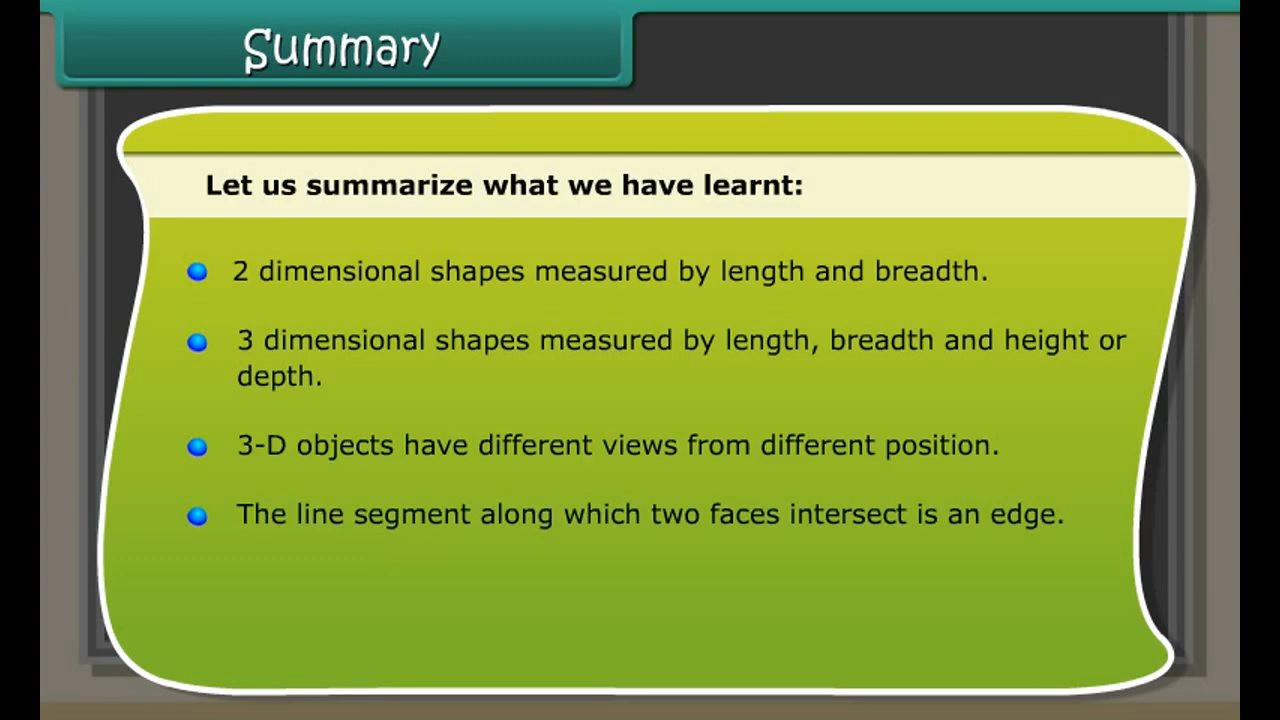 Summary
Let us summarize what we have learnt:
2 dimensional shapes measured by length and breadth.
3 dimensional shapes measured by length, breadth and height or
depth.
3-D objects have different views from different position.
The line segment along which two faces intersect is an edge.